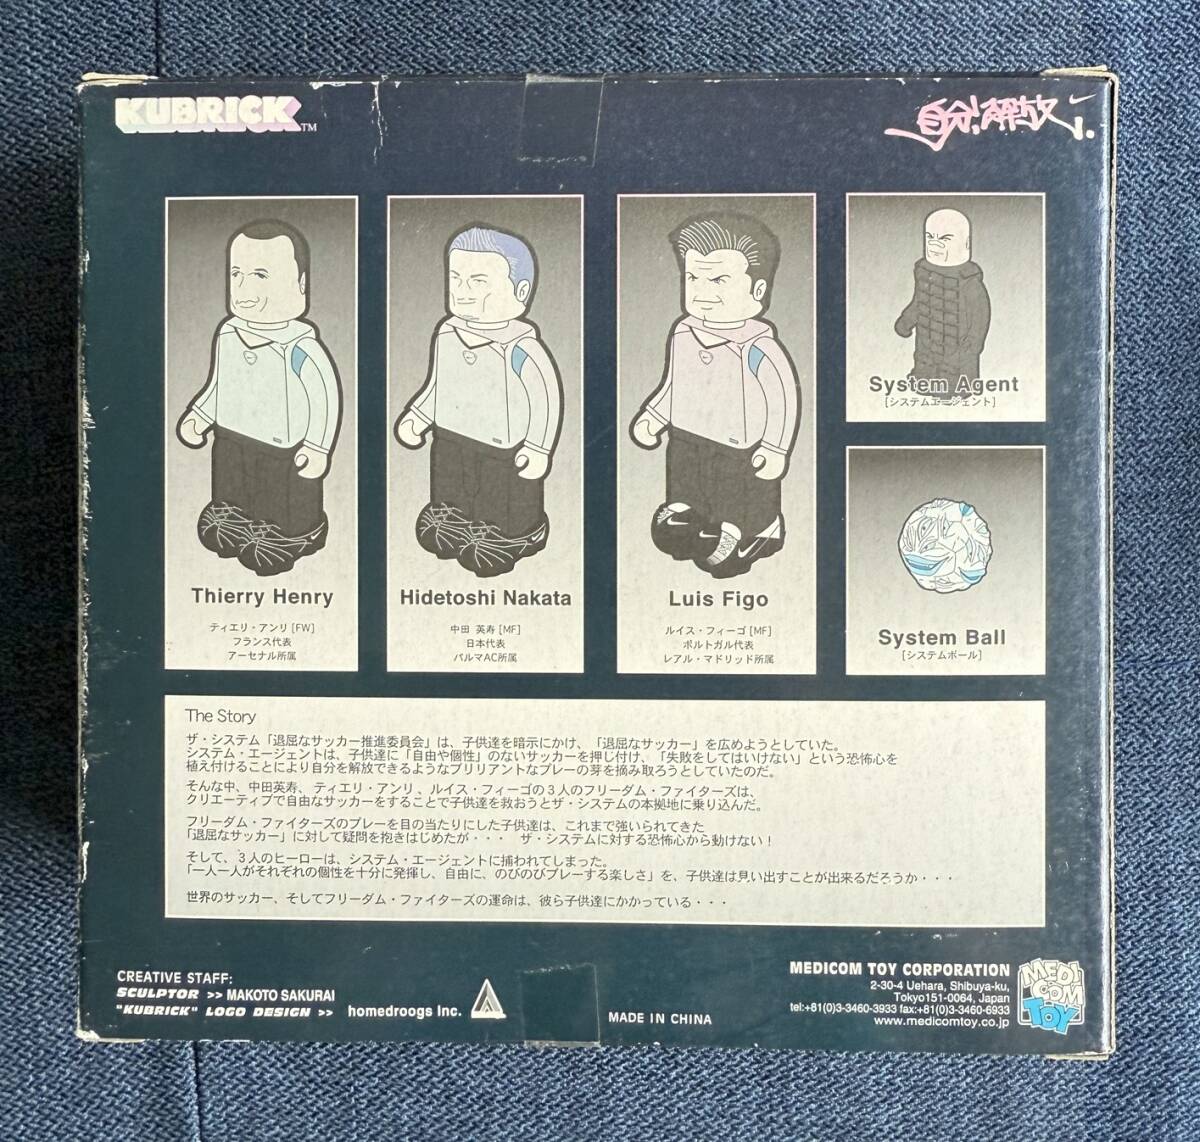 KUBRICK™
自分、解放 1.
System Agent
[システムエージェント]
Thierry Henry
ティエリ・アンリ [FW]
フランス代表
アーセナル所属
Hidetoshi Nakata
中田 英寿 [MF]
日本代表
パルマAC所属
Luis Figo
ルイス・フィーゴ [MF]
ポルトガル代表
レアル・マドリッド所属
System Ball
[システムボール]
The Story
ザ・システム「退屈なサッカー推進委員会」は、子供達を暗示にかけ、「退屈なサッカー」を広めようとしていた。
システム・エージェントは、子供達に「自由や個性」のないサッカーを押し付け、「失敗をしてはいけない」という恐怖心を
植え付けることにより自分を解放できるようなブリリアントなプレーの芽を摘み取ろうとしていたのだ。
そんな中、中田英寿、ティエリ・アンリ、ルイス・フィーゴの3人のフリーダム・ファイターズは、
クリエーティブで自由なサッカーをすることで子供達を救おうとザ・システムの本拠地に乗り込んだ。
フリーダム・ファイターズのプレーを目の当たりにした子供達は、これまで強いられてきた
「退屈なサッカー」に対して疑問を抱きはじめたが・・・ ザ・システムに対する恐怖心から動けない！
そして、3人のヒーローは、システム・エージェントに捕われてしまった。
「一人一人がそれぞれの個性を十分に発揮し、自由に、のびのびプレーする楽しさ」を、子供達は見い出すことが出来るだろうか・・・
世界のサッカー、そしてフリーダム・ファイターズの運命は、彼ら子供達にかかっている・・・
CREATIVE STAFF:
SCULPTOR >> MAKOTO SAKURAI
"KUBRICK" LOGO DESIGN >> homedroogs Inc.
MADE IN CHINA
MEDICOM TOY CORPORATION
2-30-4 Uehara, Shibuya-ku,
Tokyo151-0064, Japan
tel:+81(0)3-3460-3933 fax:+81(0)3-3460-6933
www.medicomtoy.co.jp
MEDI
COM
TOY